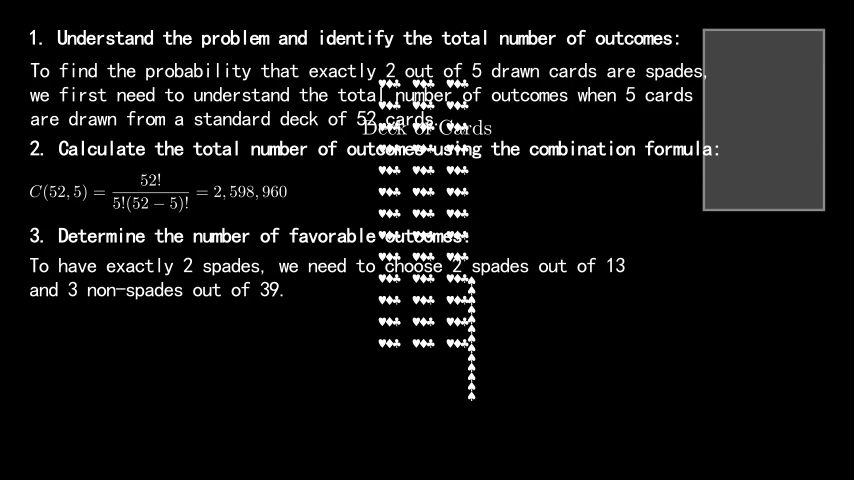 1. Understand the problem and identify the total number of outcomes:
To find the probability that exactly 2 out of 5 drawn cards are spades,
we first need to understand the total number of outcomes when 5 cards
are drawn from a standard deck of 52 cards.
Deck of Cards
2. Calculate the total number of outcomes using the combination formula:
C(52, 5) = 52! / 5!(52 − 5)! = 2, 598, 960
3. Determine the number of favorable outcomes:
To have exactly 2 spades, we need to choose 2 spades out of 13
and 3 non-spades out of 39.